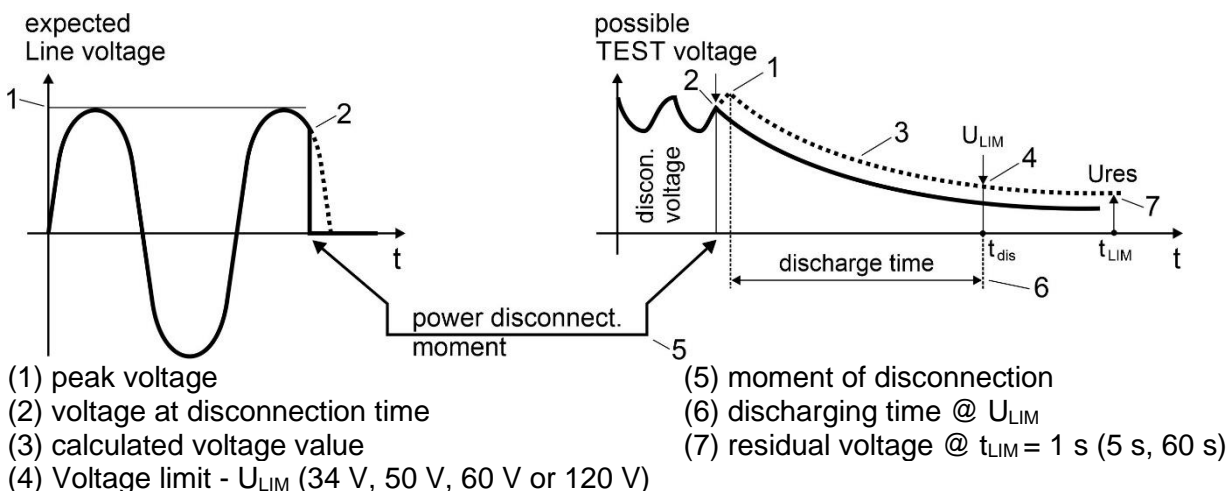 expected
Line voltage
1
2
t
possible
TEST voltage
2
1
3
U_LIM
4
Ures
7
discon.
voltage
t_dis
t_LIM
t
discharge time
6
power disconnect.
moment
5
(1) peak voltage
(2) voltage at disconnection time
(3) calculated voltage value
(4) Voltage limit - U_LIM (34 V, 50 V, 60 V or 120 V)
(5) moment of disconnection
(6) discharging time @ U_LIM
(7) residual voltage @ t_LIM = 1 s (5 s, 60 s)